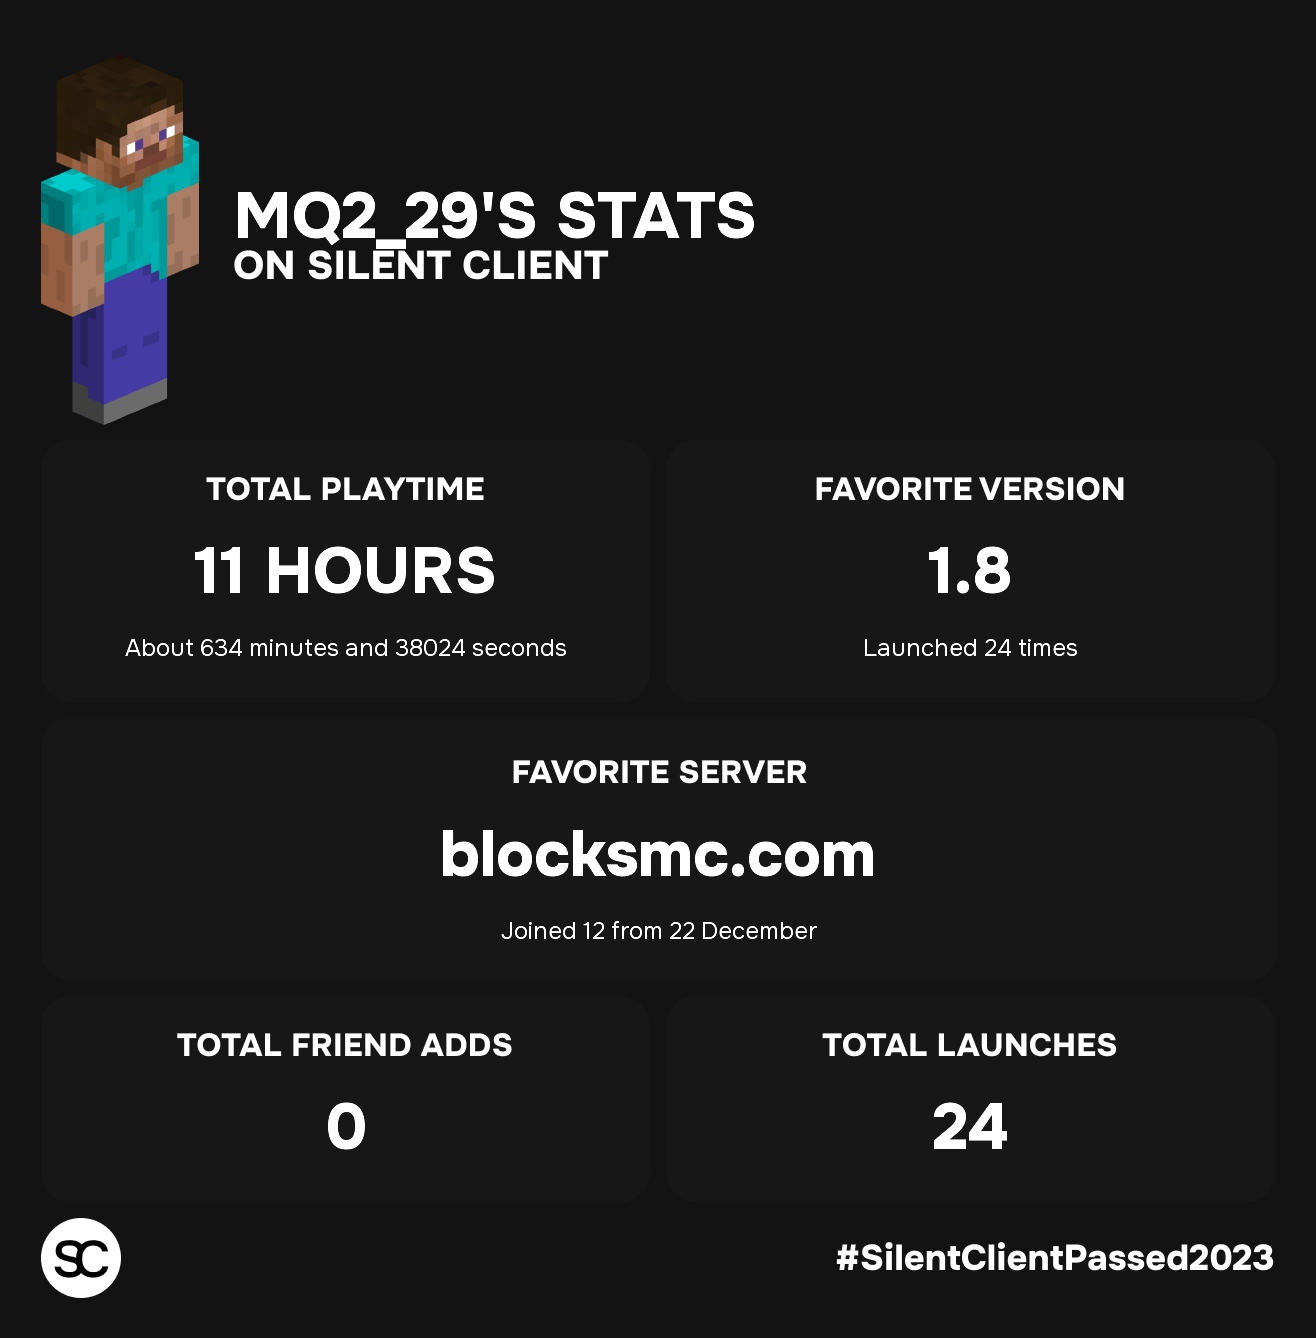 MQ2_29'S STATS
ON SILENT CLIENT
TOTAL PLAYTIME
11 HOURS
About 634 minutes and 38024 seconds
FAVORITE VERSION
1.8
Launched 24 times
FAVORITE SERVER
blocksmc.com
Joined 12 from 22 December
TOTAL FRIEND ADDS
0
TOTAL LAUNCHES
24
SC
#SilentClientPassed2023